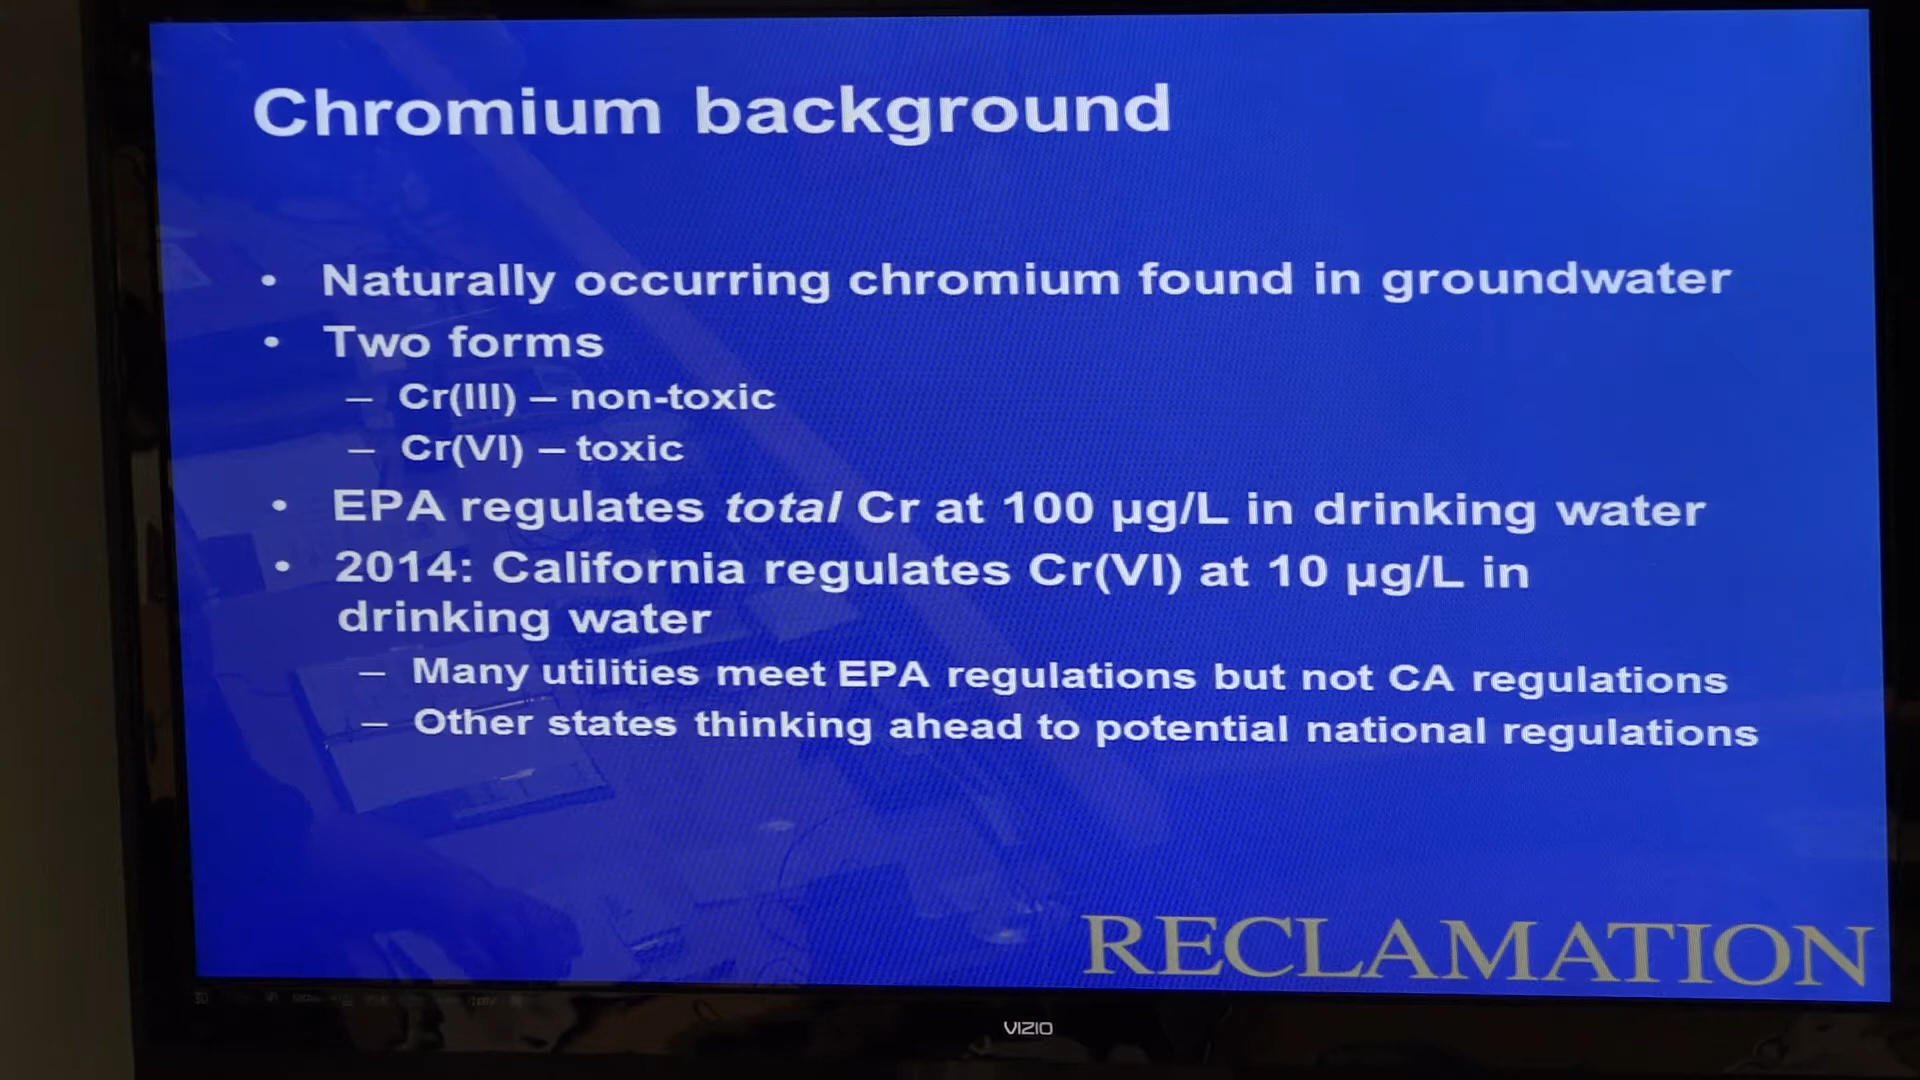 Chromium background
• Naturally occurring chromium found in groundwater
• Two forms
– Cr(III) – non-toxic
– Cr(VI) – toxic
• EPA regulates total Cr at 100 µg/L in drinking water
• 2014: California regulates Cr(VI) at 10 µg/L in
drinking water
– Many utilities meet EPA regulations but not CA regulations
– Other states thinking ahead to potential national regulations
RECLAMATION
VIZIO